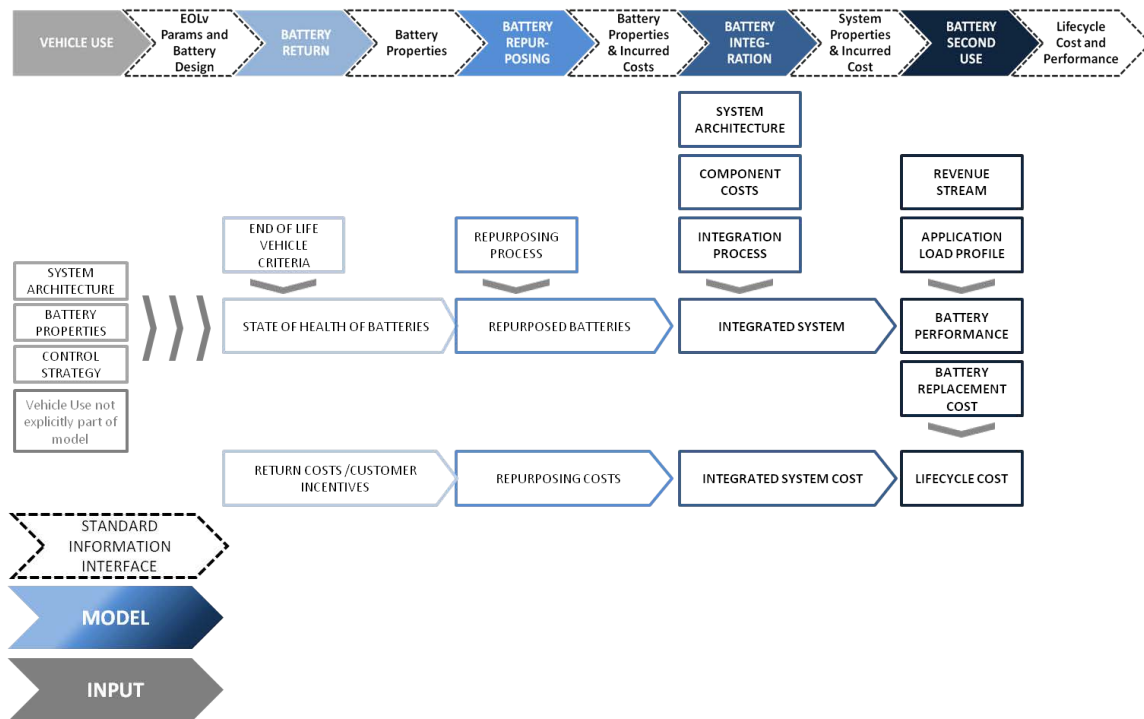 VEHICLE USE
EOLv
Params and
Battery
Design
BATTERY
RETURN
Battery
Properties
BATTERY
REPUR-
POSING
Battery
Properties
& Incurred
Costs
BATTERY
INTEG-
RATION
System
Properties
& Incurred
Cost
BATTERY
SECOND
USE
Lifecycle
Cost and
Performance
SYSTEM
ARCHITECTURE
COMPONENT
COSTS
REVENUE
STREAM
END OF LIFE
VEHICLE
CRITERIA
REPURPOSING
PROCESS
INTEGRATION
PROCESS
APPLICATION
LOAD PROFILE
SYSTEM
ARCHITECTURE
BATTERY
PROPERTIES
CONTROL
STRATEGY
Vehicle Use not
explicitly part of
model
STATE OF HEALTH OF BATTERIES
REPURPOSED BATTERIES
INTEGRATED SYSTEM
BATTERY
PERFORMANCE
BATTERY
REPLACEMENT
COST
RETURN COSTS /CUSTOMER
INCENTIVES
REPURPOSING COSTS
INTEGRATED SYSTEM COST
LIFECYCLE COST
STANDARD
INFORMATION
INTERFACE
MODEL
INPUT